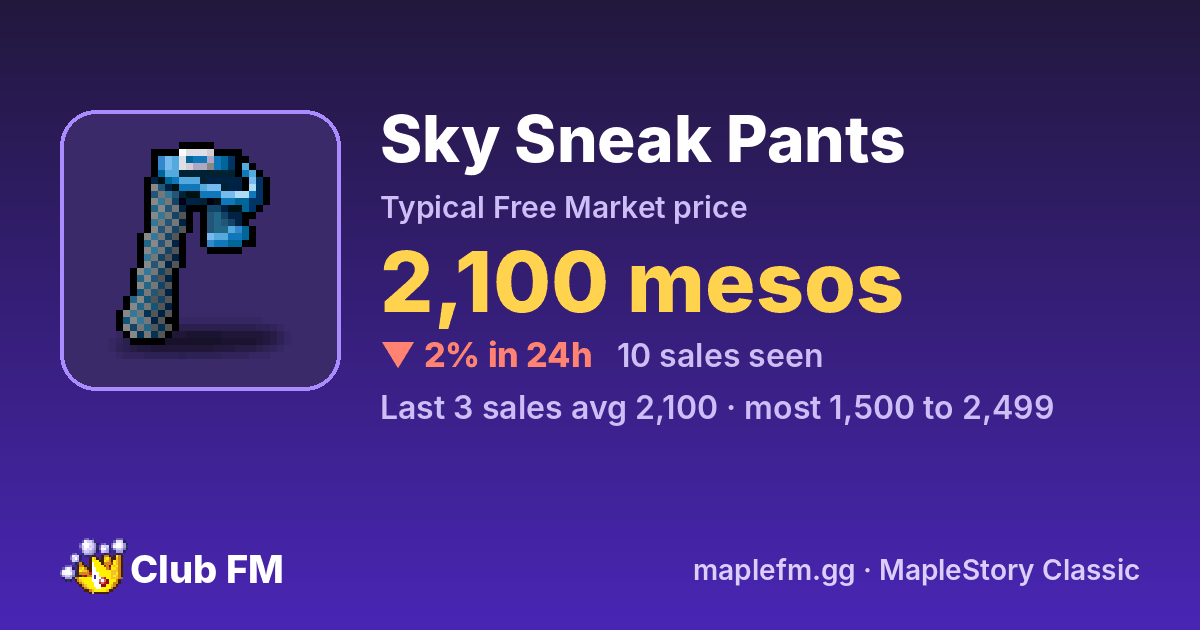 Sky Sneak Pants
Typical Free Market price
2,100 mesos
▼ 2% in 24h 10 sales seen
Last 3 sales avg 2,100 · most 1,500 to 2,499
Club FM
maplefm.gg · MapleStory Classic